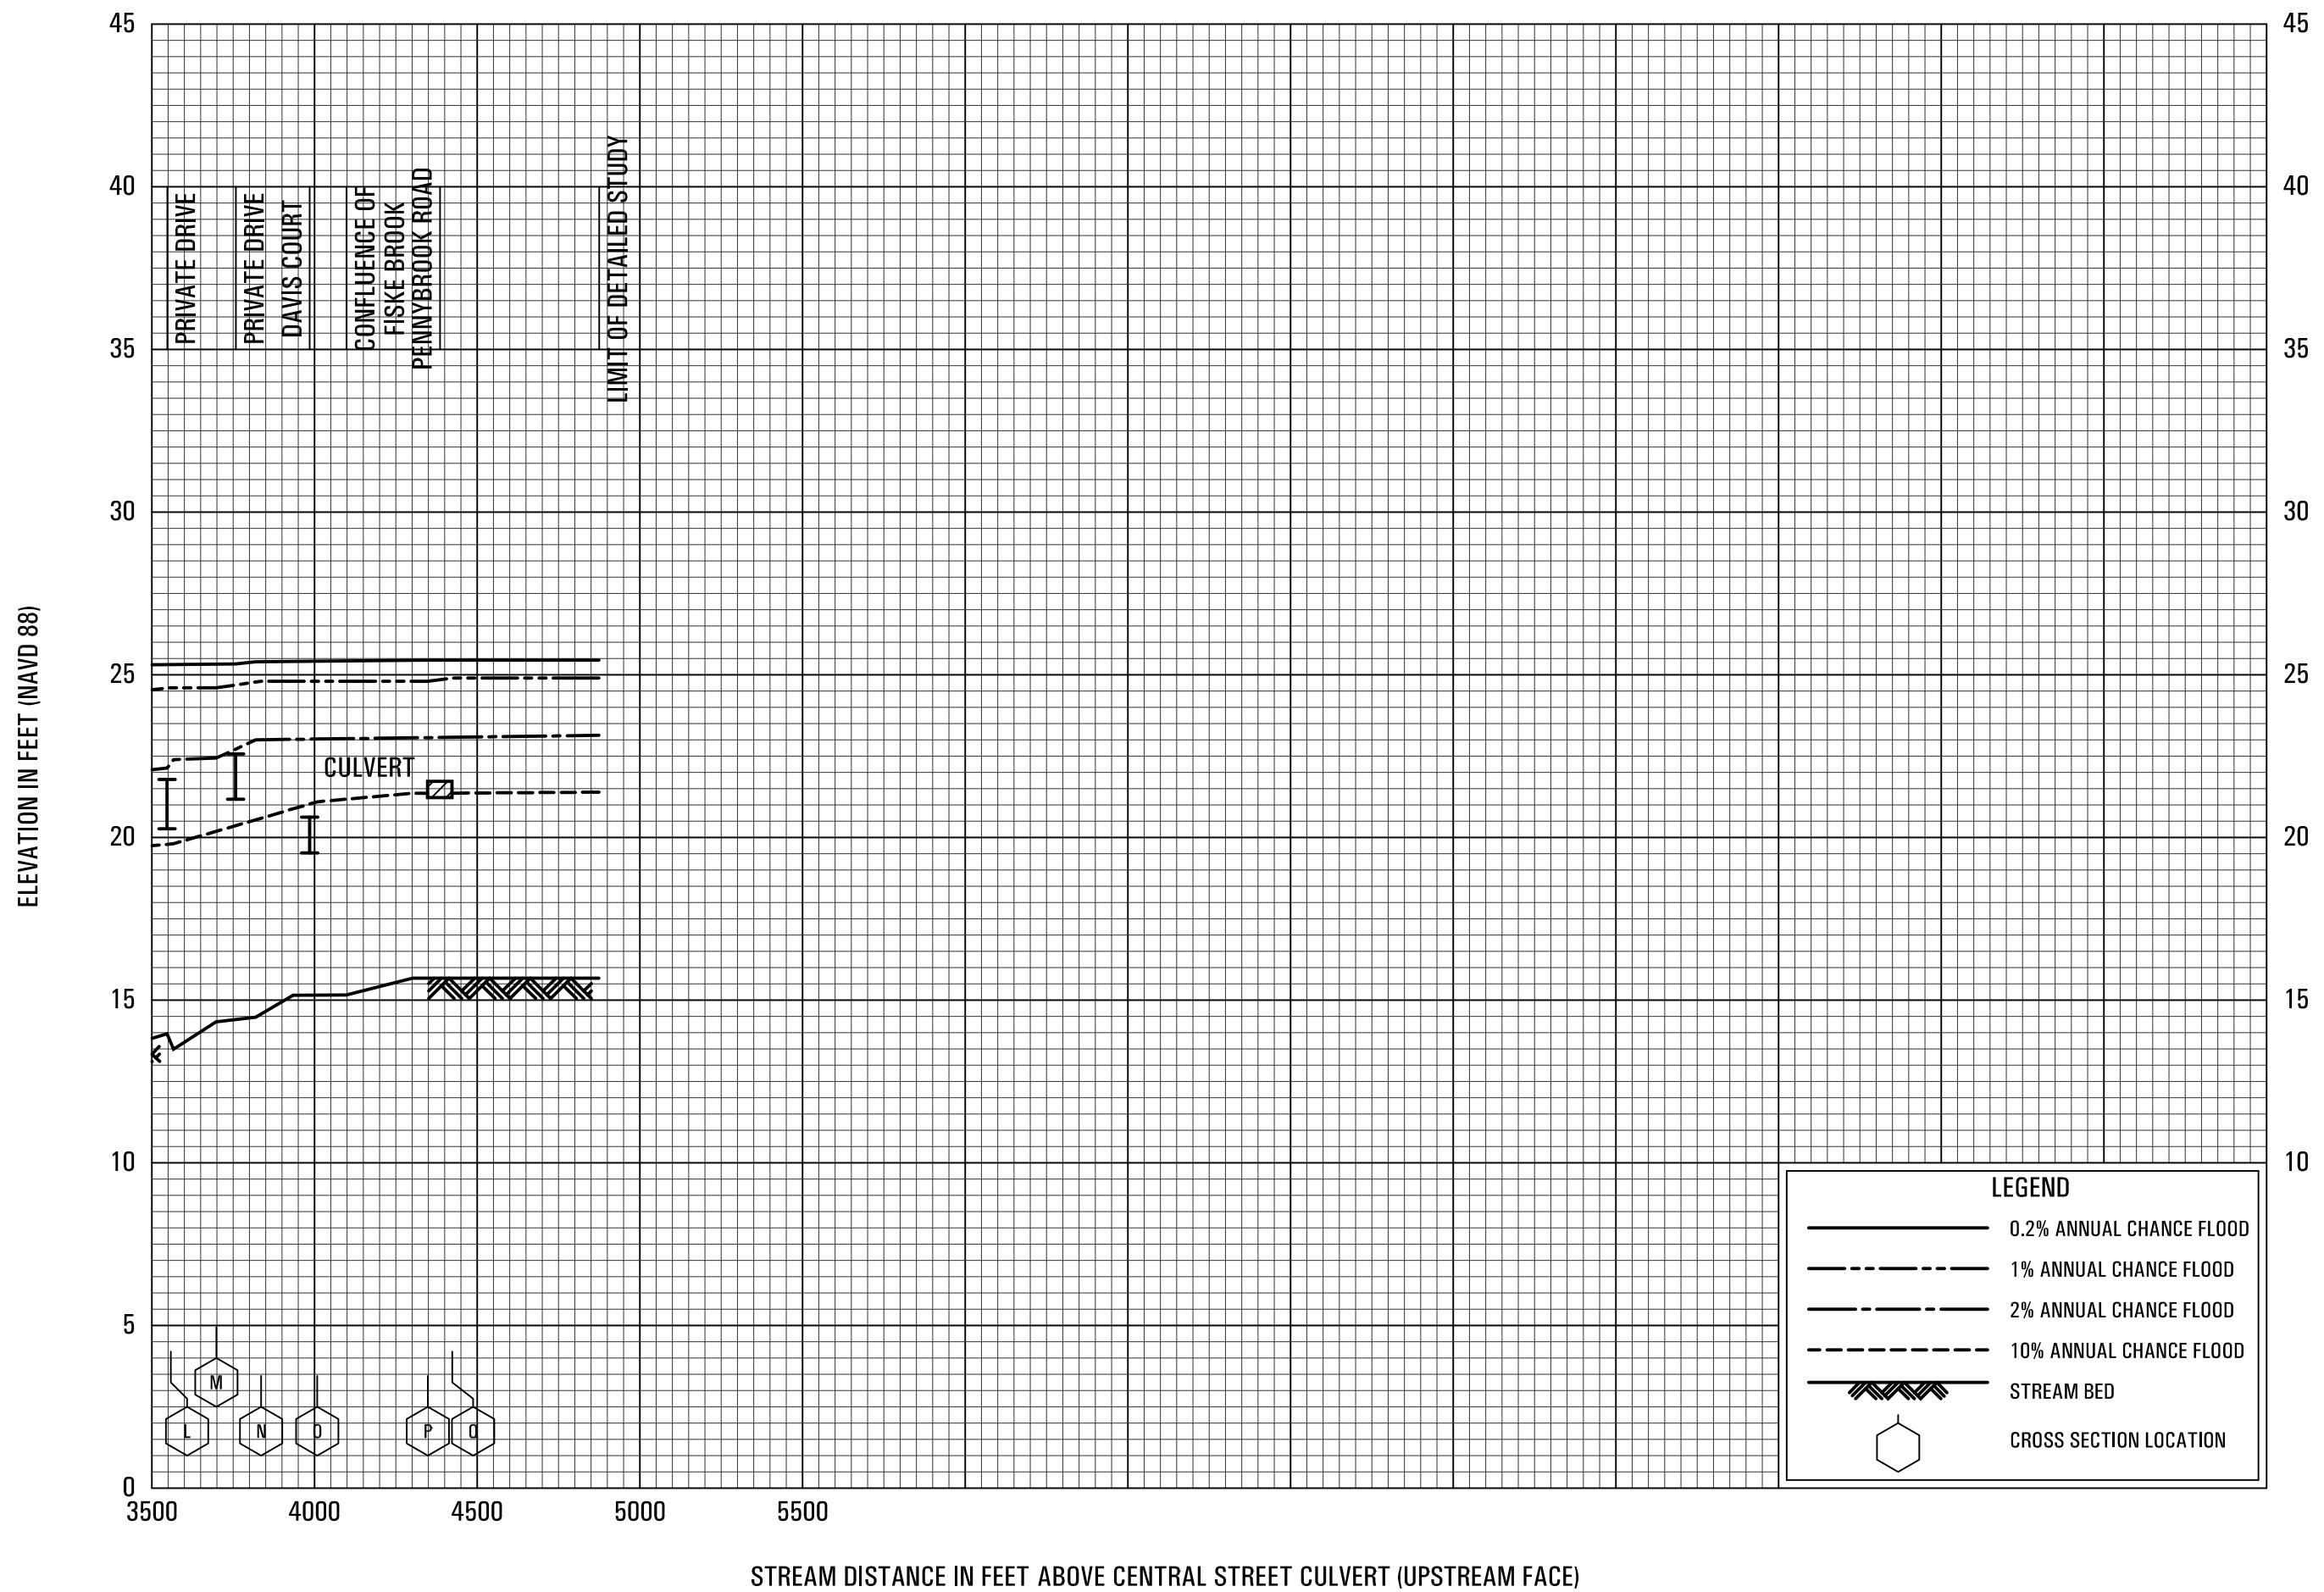 45
45
40
40
35
35
30
30
25
25
20
20
15
15
10
10
5
0
3500
4000
4500
5000
5500
ELEVATION IN FEET (NAVD 88)
STREAM DISTANCE IN FEET ABOVE CENTRAL STREET CULVERT (UPSTREAM FACE)
PRIVATE DRIVE
PRIVATE DRIVE
DAVIS COURT
CONFLUENCE OF
FISKE BROOK
PENNYBROOK ROAD
LIMIT OF DETAILED STUDY
CULVERT
L
M
N
O
P
Q
LEGEND
0.2% ANNUAL CHANCE FLOOD
1% ANNUAL CHANCE FLOOD
2% ANNUAL CHANCE FLOOD
10% ANNUAL CHANCE FLOOD
STREAM BED
CROSS SECTION LOCATION